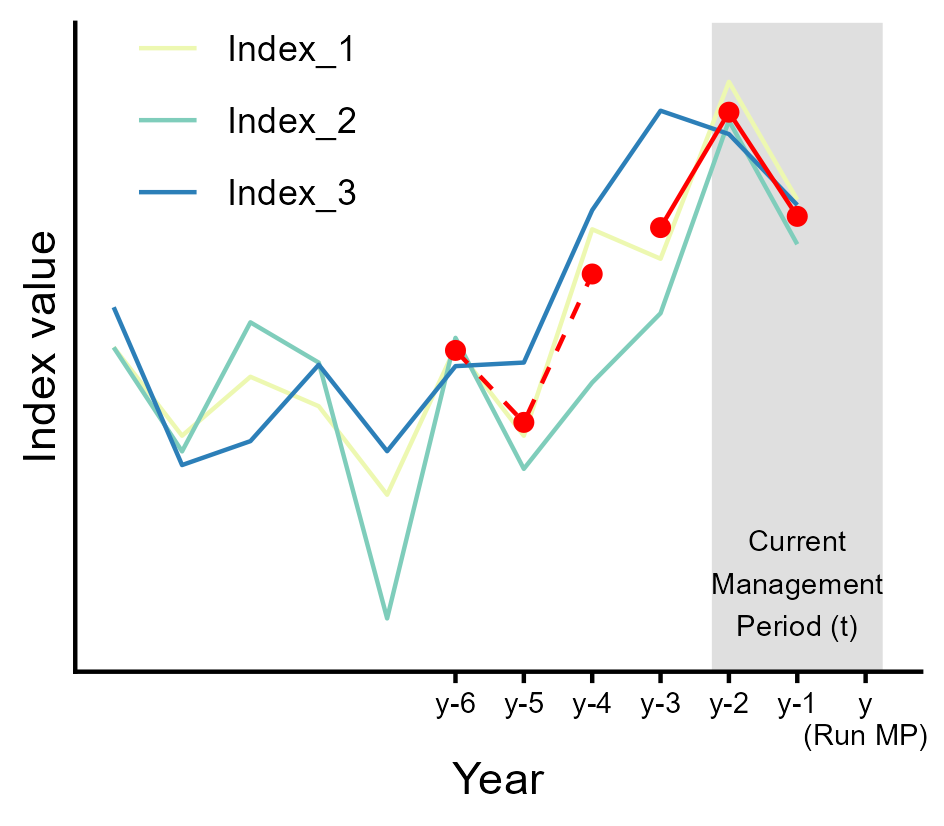 Index_1
Index_2
Index_3
Index value
Current
Management
Period (t)
y-6 y-5 y-4 y-3 y-2 y-1 y
(Run MP)
Year